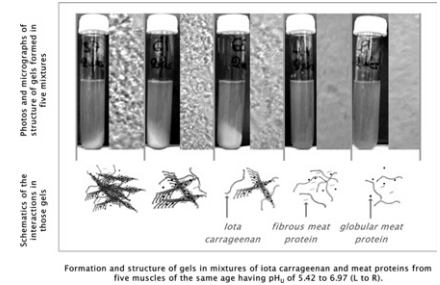 Photos and micrographs of
structure of gels formed in
five mixtures
Schematics of the
interactions in
those gels
Iota
carrageenan
fibrous meat
protein
globular meat
protein
Formation and structure of gels in mixtures of iota carrageenan and meat proteins from
five muscles of the same age having pHU of 5.42 to 6.97 (L to R).